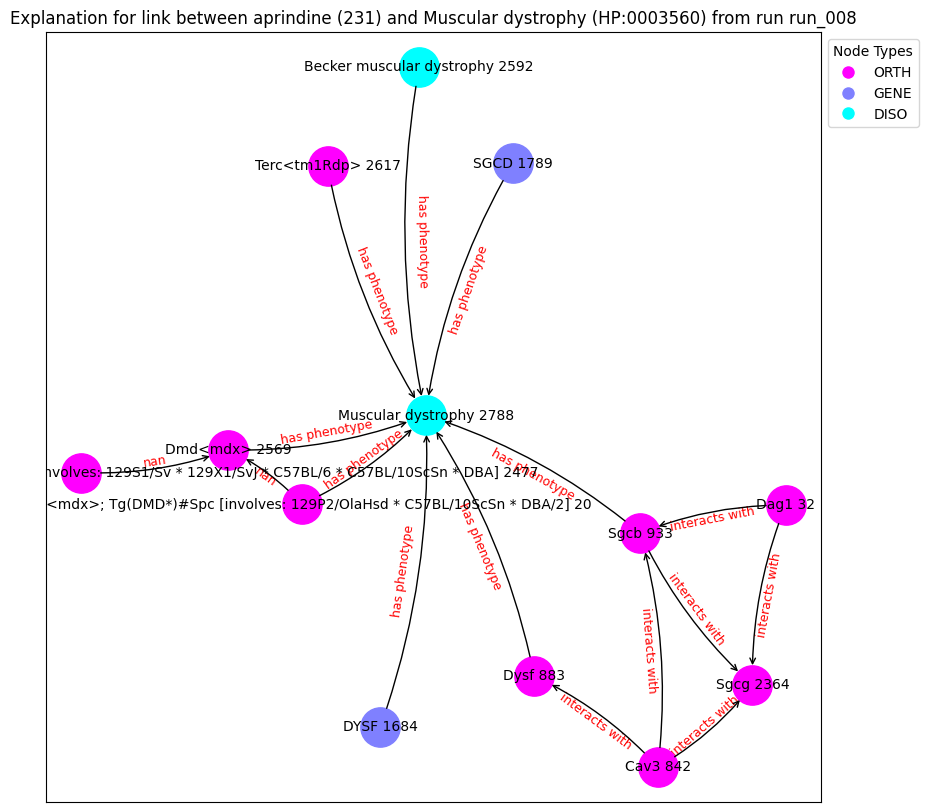 Explanation for link between aprindine (231) and Muscular dystrophy (HP:0003560) from run run_008
Node Types
ORTH
GENE
DISO
Becker muscular dystrophy 2592
Terc<tm1Rdp> 2617
SGCD 1789
has phenotype
has phenotype
has phenotype
Muscular dystrophy 2788
has phenotype
Dmd<mdx> 2569
has phenotype
nan
nvolves: 129S1/Sv * 129X1/SvJ * C57BL/6 * C57BL/10ScSn * DBA] 2477
nan
has phenotype
<mdx>; Tg(DMD*)#Spc [involves: 129P2/OlaHsd * C57BL/10ScSn * DBA/2] 20
Dag1 32
interacts with
Sgcb 933
has phenotype
has phenotype
interacts with
interacts with
interacts with
Dysf 883
Sgcg 2364
interacts with
interacts with
DYSF 1684
Cav3 842